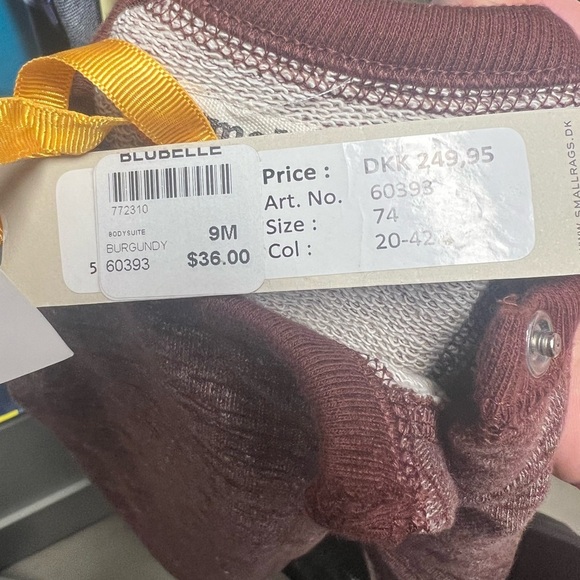 BLUBELLE
772310
BODYSUITE
BURGUNDY
9M
5
60393
$36.00
Price : DKK 249,95
Art. No. 60393
Size : 74
Col : 20-42
.SMALLRAGS.DK